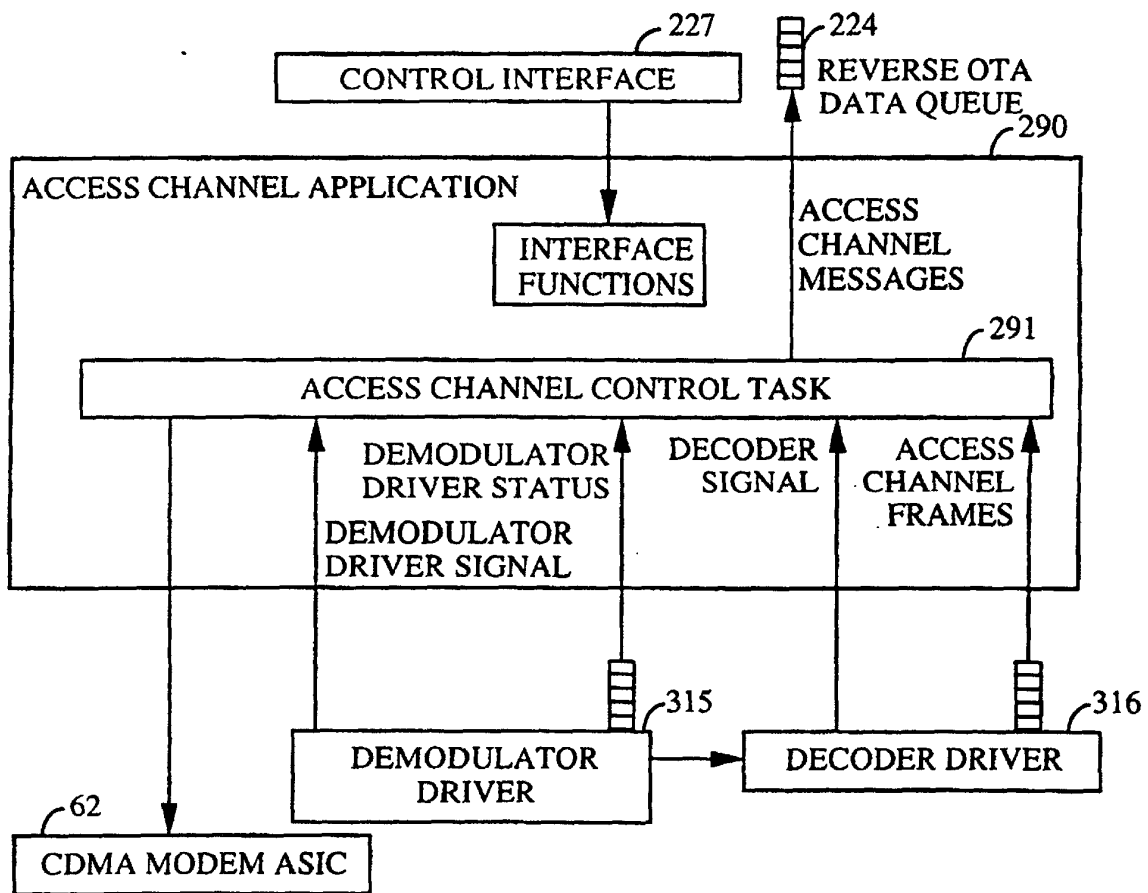 227
CONTROL INTERFACE
224
REVERSE OTA
DATA QUEUE
290
ACCESS CHANNEL APPLICATION
INTERFACE
FUNCTIONS
ACCESS
CHANNEL
MESSAGES
291
ACCESS CHANNEL CONTROL TASK
DEMODULATOR
DRIVER STATUS
DEMODULATOR
DRIVER SIGNAL
DECODER
SIGNAL
ACCESS
CHANNEL
FRAMES
315
DEMODULATOR
DRIVER
316
DECODER DRIVER
62
CDMA MODEM ASIC